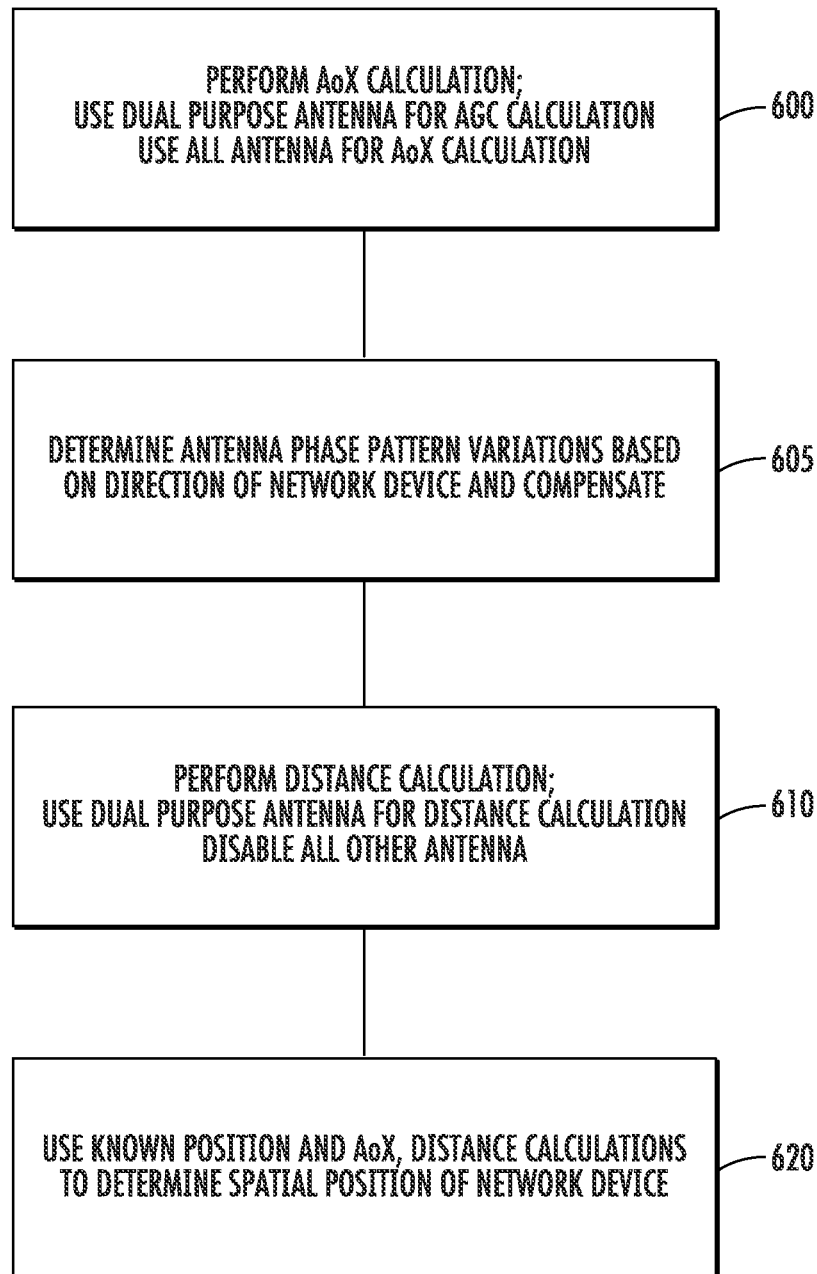 PERFORM AoX CALCULATION;
USE DUAL PURPOSE ANTENNA FOR AGC CALCULATION
USE ALL ANTENNA FOR AoX CALCULATION
600
DETERMINE ANTENNA PHASE PATTERN VARIATIONS BASED
ON DIRECTION OF NETWORK DEVICE AND COMPENSATE
605
PERFORM DISTANCE CALCULATION;
USE DUAL PURPOSE ANTENNA FOR DISTANCE CALCULATION
DISABLE ALL OTHER ANTENNA
610
USE KNOWN POSITION AND AoX, DISTANCE CALCULATIONS
TO DETERMINE SPATIAL POSITION OF NETWORK DEVICE
620